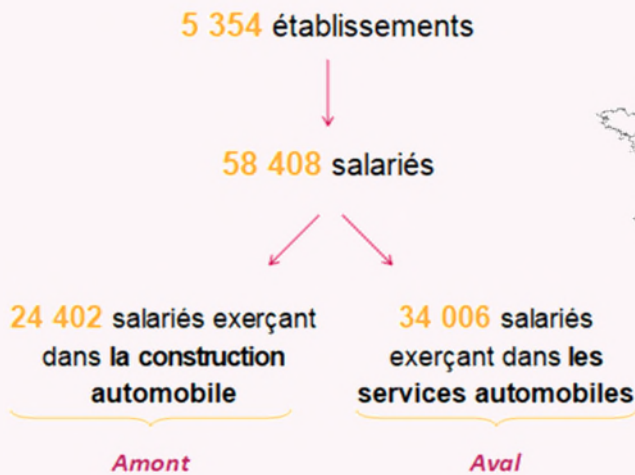 5 354 établissements
58 408 salariés
24 402 salariés exerçant
dans la construction
automobile
34 006 salariés
exerçant dans les
services automobiles
Amont
Aval